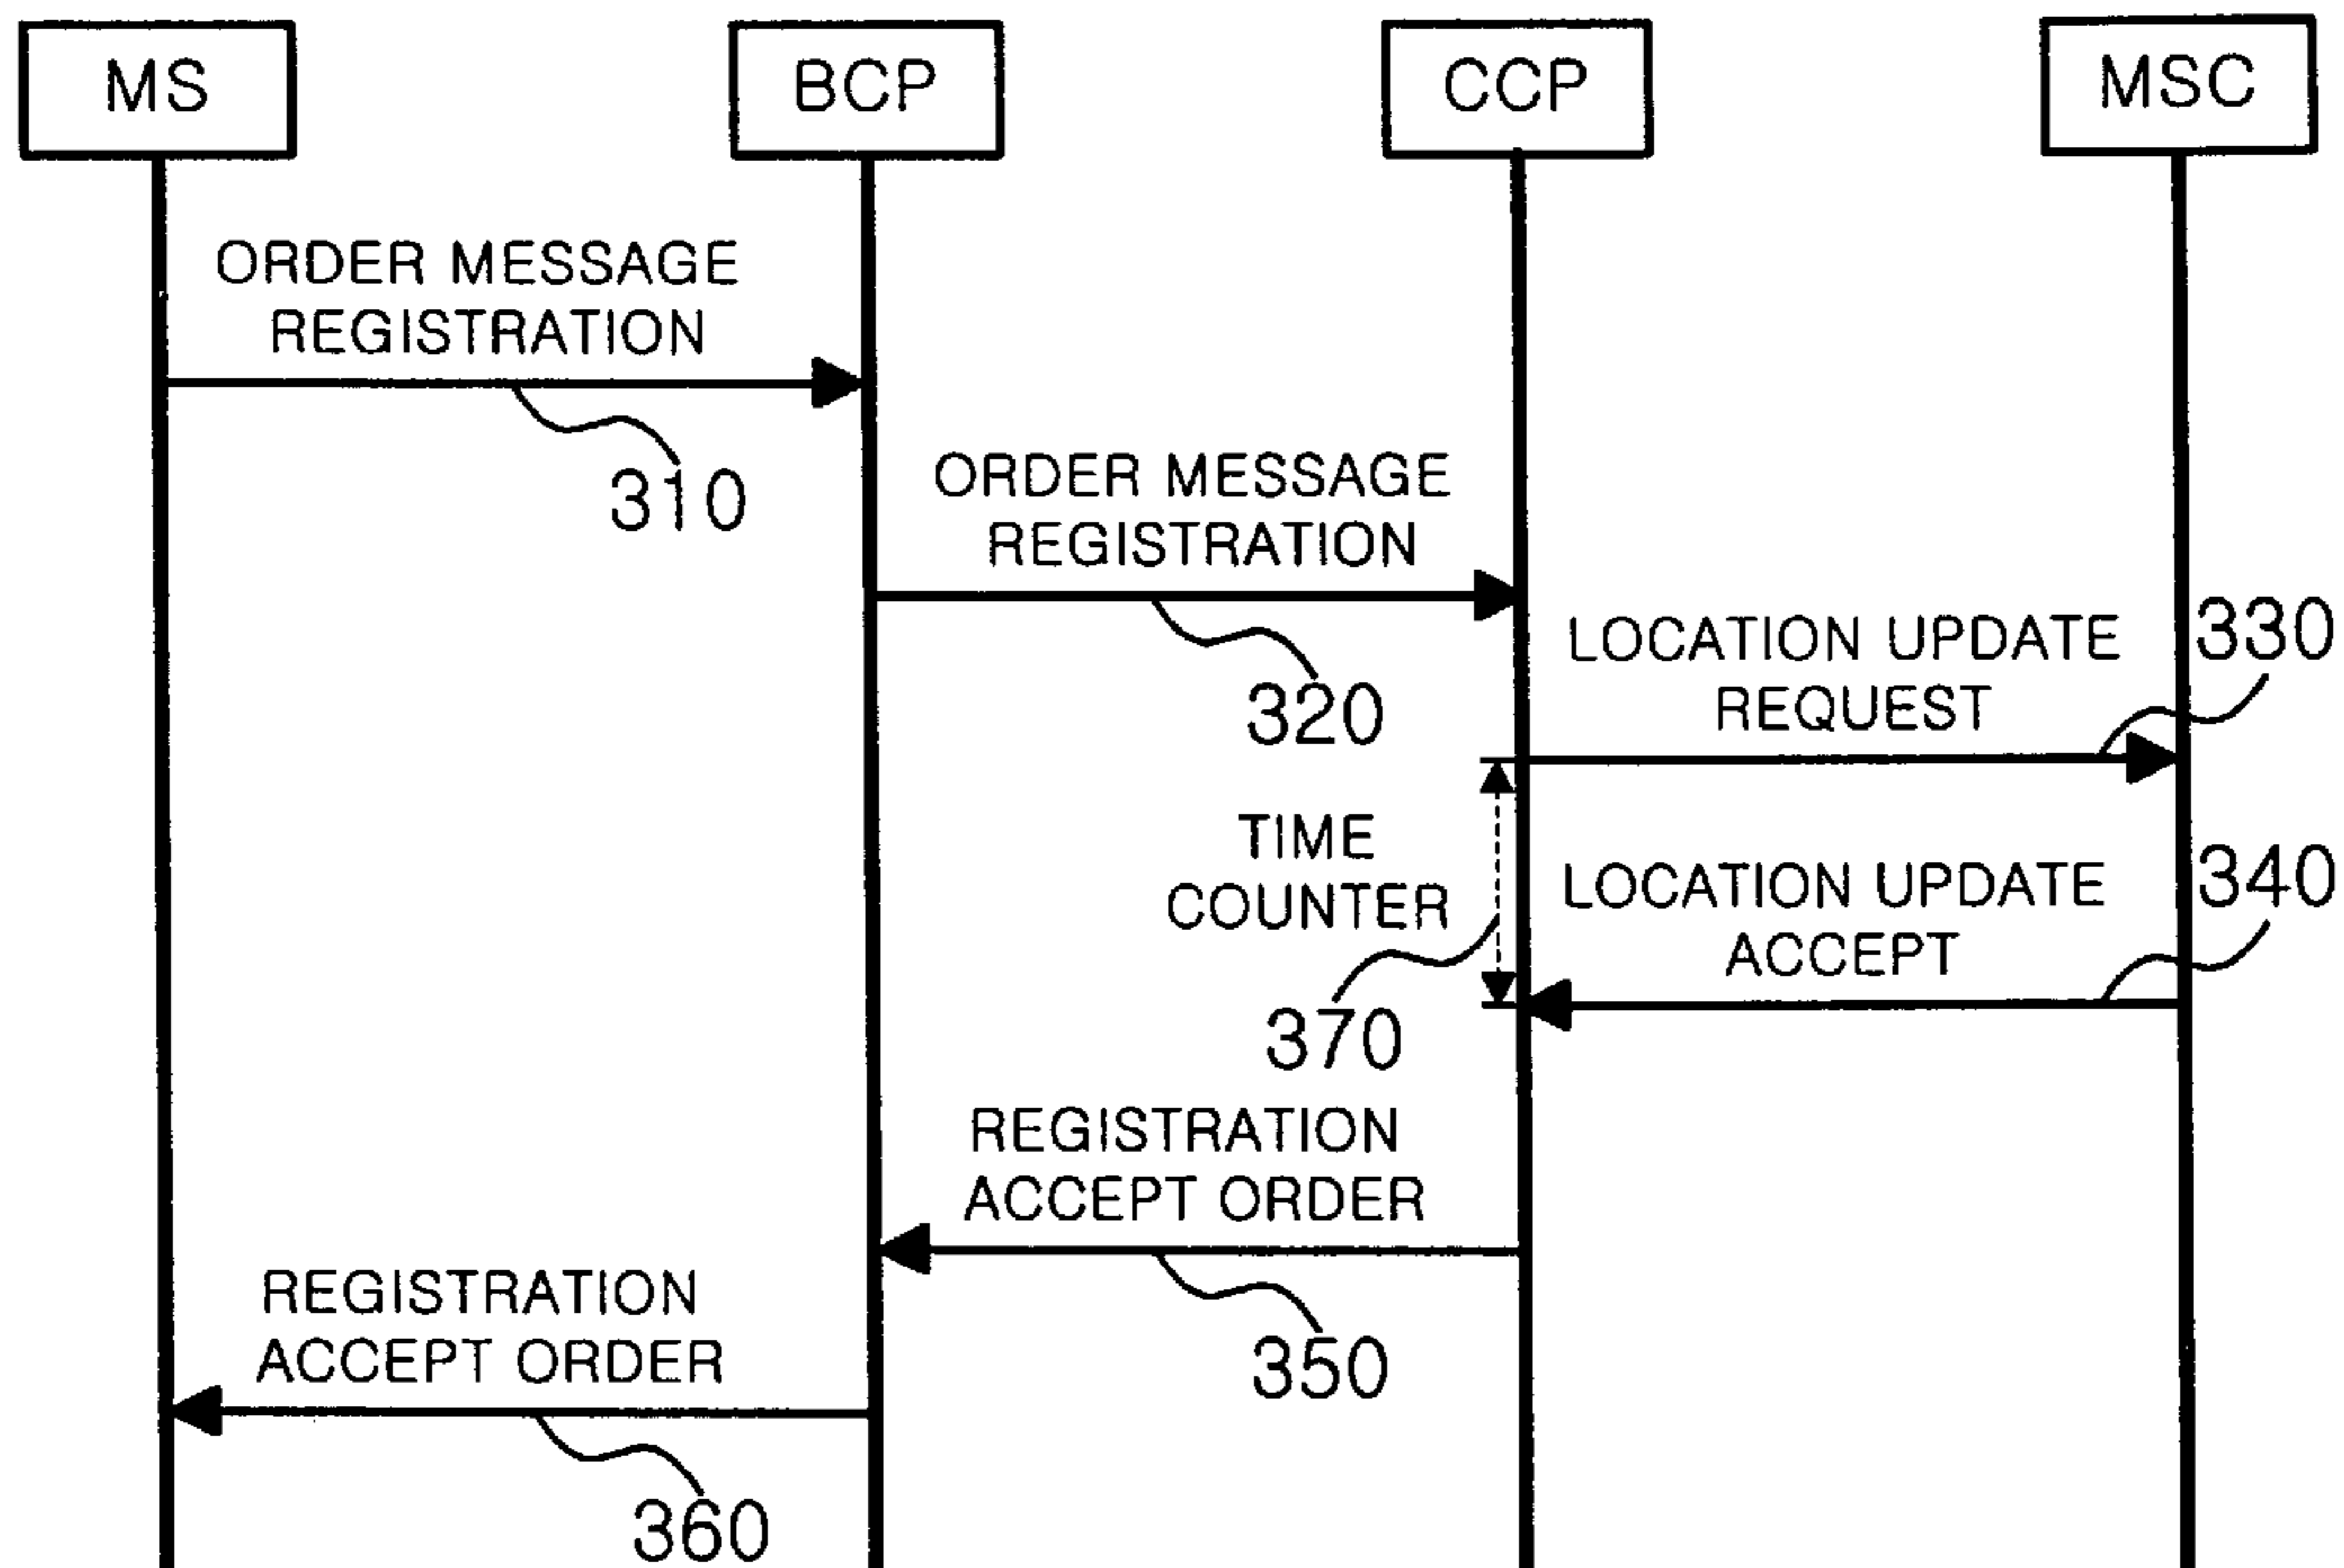 MS
BCP
CCP
MSC
ORDER MESSAGE
REGISTRATION
310
ORDER MESSAGE
REGISTRATION
320
LOCATION UPDATE
REQUEST
330
TIME
COUNTER
370
LOCATION UPDATE
ACCEPT
340
REGISTRATION
ACCEPT ORDER
350
REGISTRATION
ACCEPT ORDER
360